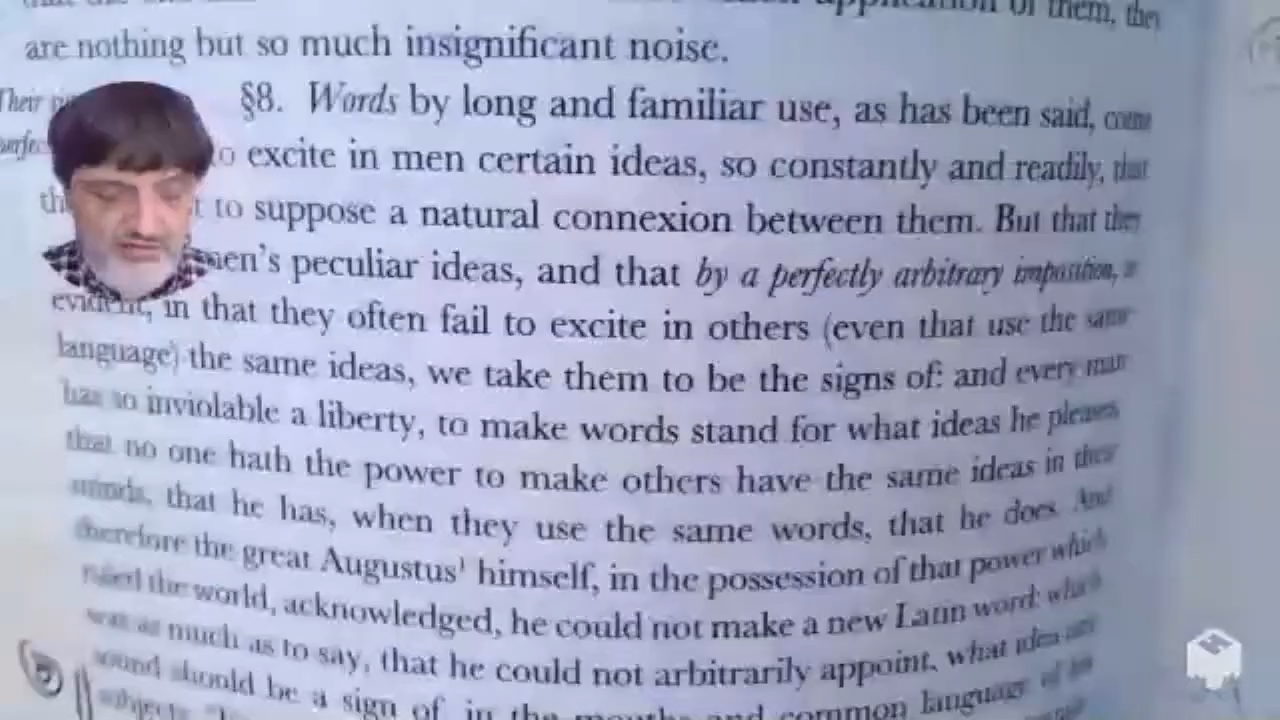 application of them, they
are nothing but so much insignificant noise.
Their
§8. Words by long and familiar use, as has been said, come
excite in men certain ideas, so constantly and readily, that
to suppose a natural connexion between them. But that they
men's peculiar ideas, and that by a perfectly arbitrary imposition, is
evident, in that they often fail to excite in others (even that use the same
language) the same ideas, we take them to be the signs of: and every man
has so inviolable a liberty, to make words stand for what ideas he pleases
that no one hath the power to make others have the same ideas in their
minds, that he has, when they use the same words, that he does. And
therefore the great Augustus¹ himself, in the possession of that power which
ruled the world, acknowledged, he could not make a new Latin word: which
was as much as to say, that he could not arbitrarily appoint, what idea any
sound should be a sign of, in the mouths and common language of his
subjects.